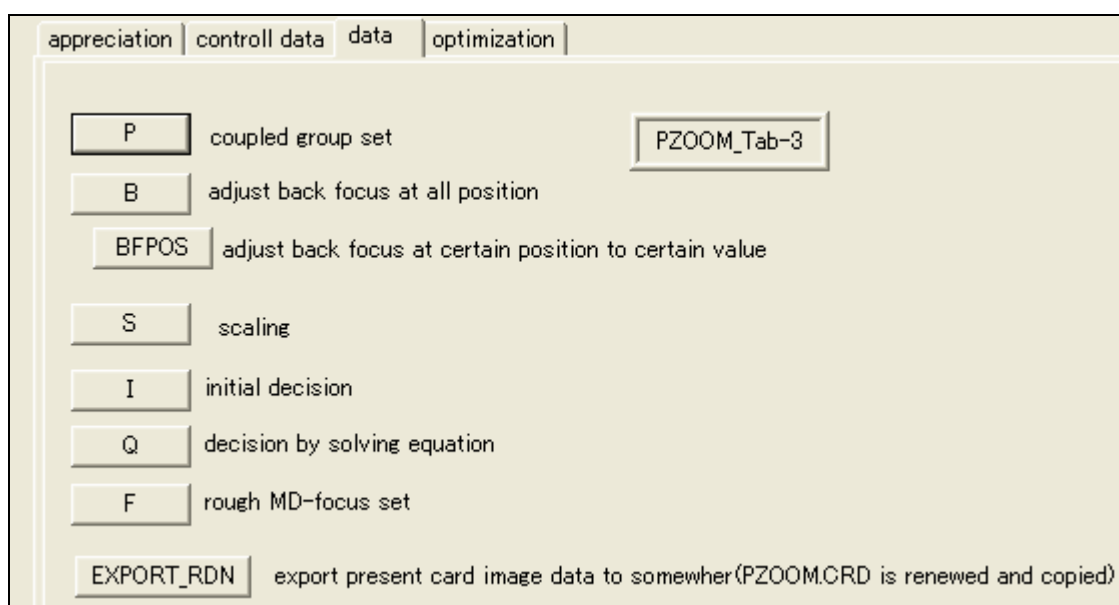 appreciation controll data data optimization
P coupled group set PZOOM_Tab-3
B adjust back focus at all position
BFPOS adjust back focus at certain position to certain value
S scaling
I initial decision
Q decision by solving equation
F rough MD-focus set
EXPORT_RDN export present card image data to somewher(PZOOM.CRD is renewed and copied)